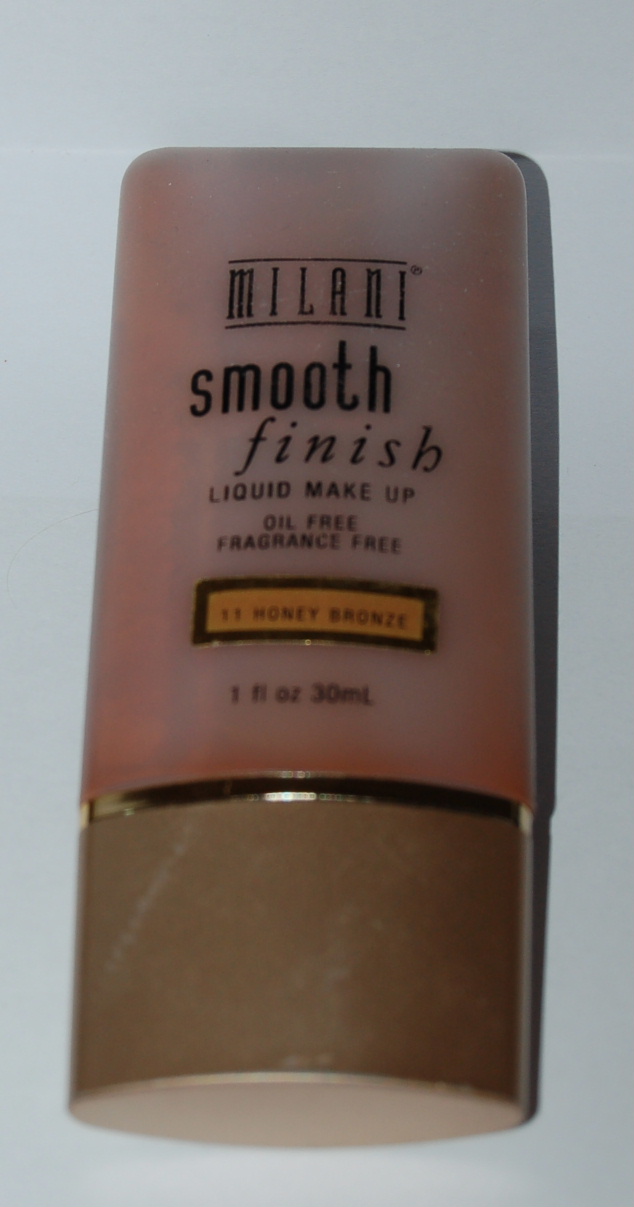 MILANI®
smooth
finish
LIQUID MAKE UP
OIL FREE
FRAGRANCE FREE
11 HONEY BRONZE
1 fl oz 30mL